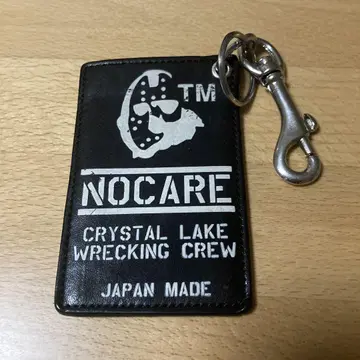 TM
NOCARE
CRYSTAL LAKE
WRECKING CREW
JAPAN MADE